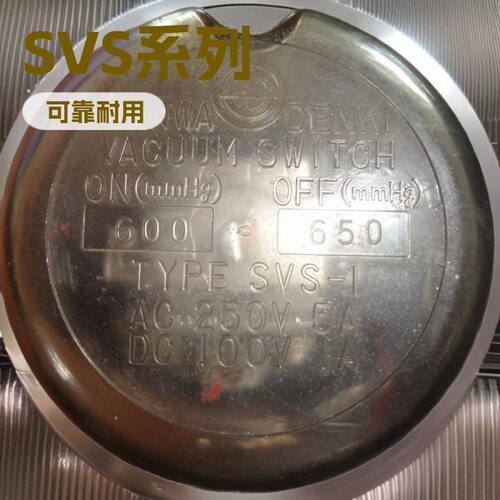 SVS系列
可靠耐用
WA DENKI
VACUUM SWITCH
ON(mmHg) OFF(mmHg)
600 650
TYPE SVS-1
AC 250V 5A
DC 100V 1A